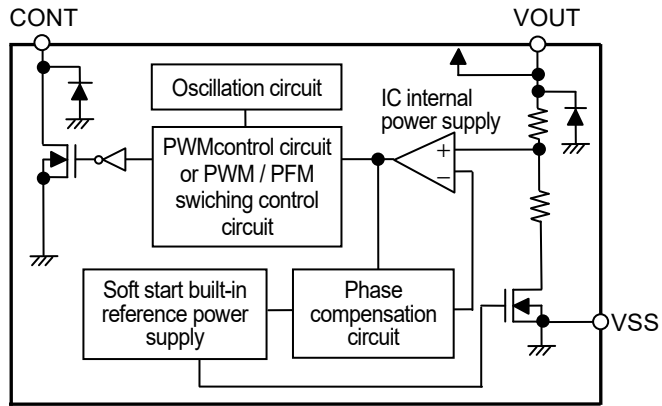 CONT
VOUT
Oscillation circuit
IC internal
power supply
PWMcontrol circuit
or PWM / PFM
swiching control
circuit
+
−
Soft start built-in
reference power
supply
Phase
compensation
circuit
VSS